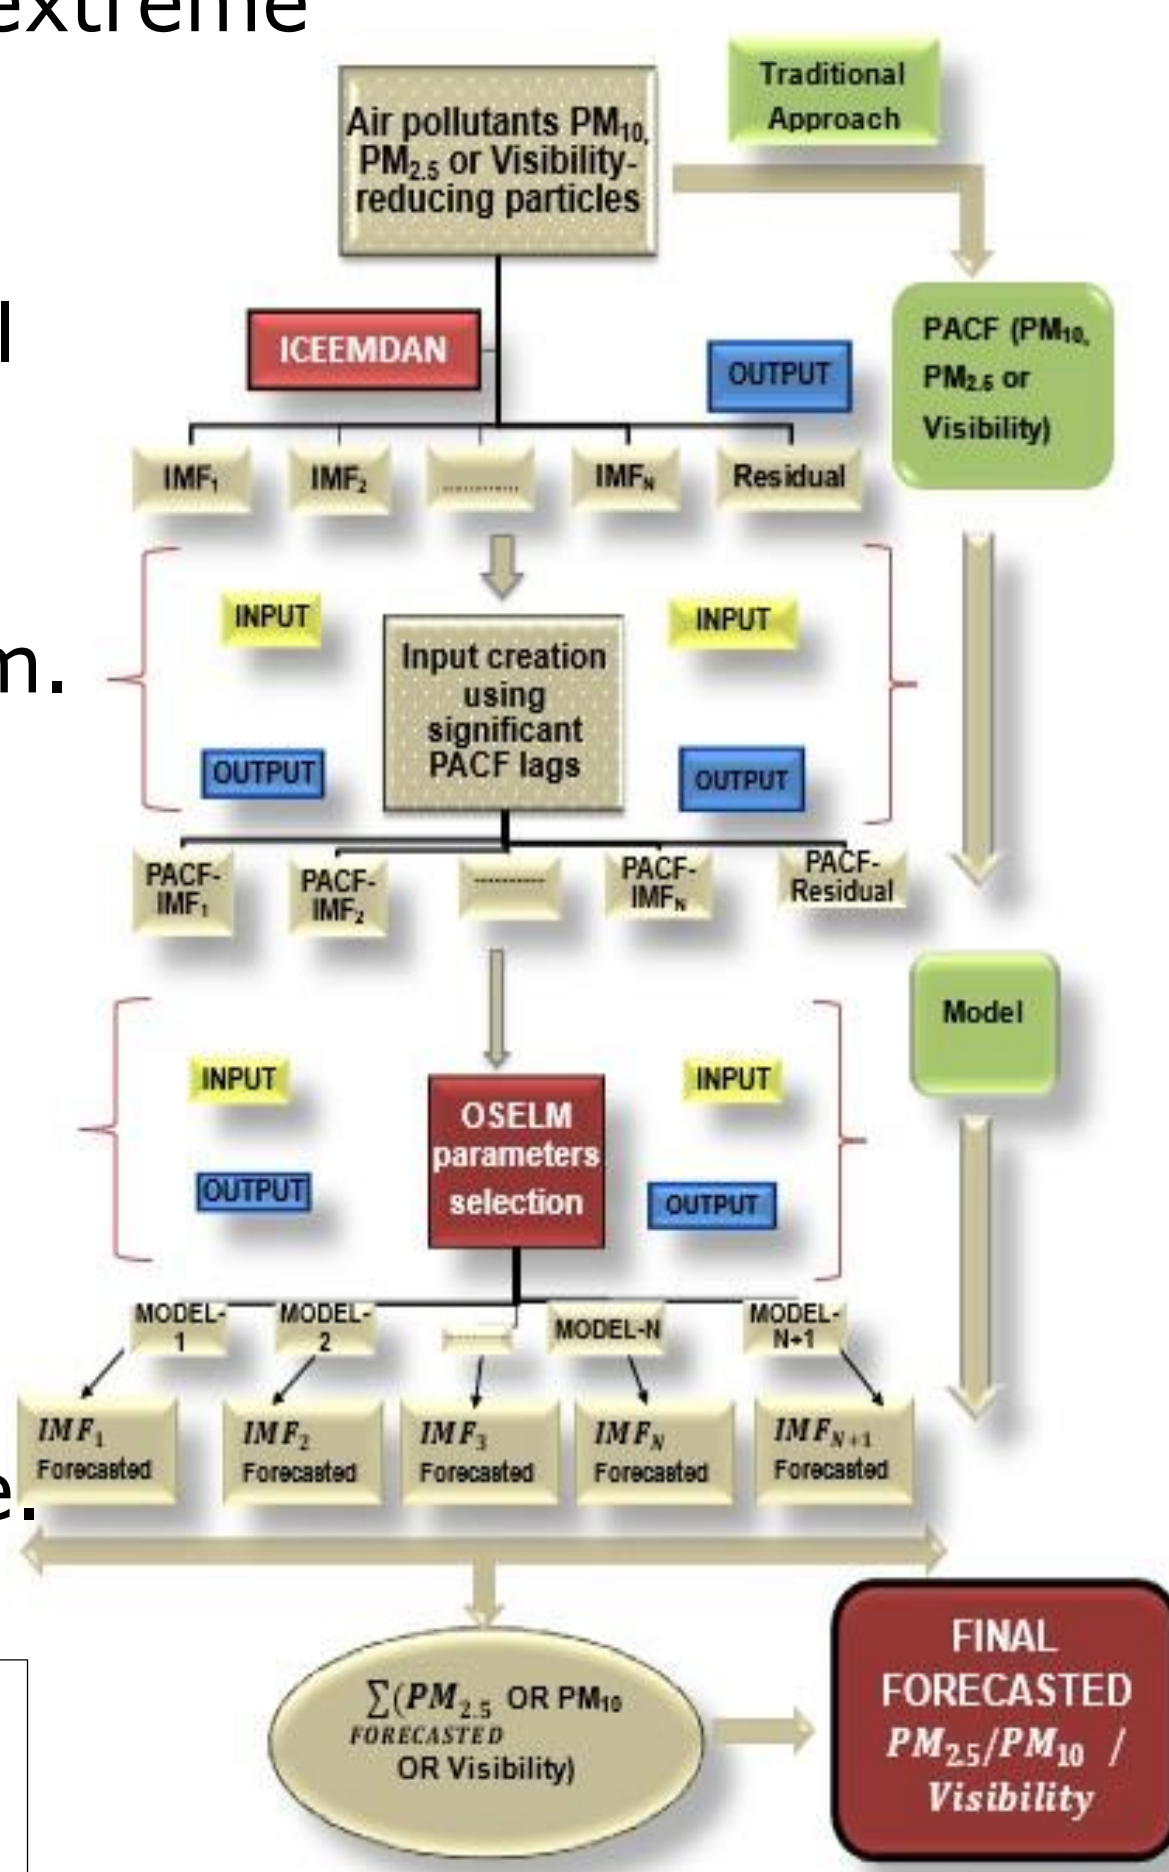 extreme
Traditional
Approach
Air pollutants PM₁₀,
PM₂.₅ or Visibility-
reducing particles
l
ICEEMDAN
OUTPUT
PACF (PM₁₀,
PM₂.₅ or
Visibility)
IMF₁
IMF₂
............
IMF_N
Residual
INPUT
INPUT
m.
Input creation
using
significant
PACF lags
OUTPUT
OUTPUT
PACF-
IMF₁
PACF-
IMF₂
............
PACF-
IMF_N
PACF-
Residual
Model
INPUT
INPUT
OSELM
parameters
selection
OUTPUT
OUTPUT
MODEL-
1
MODEL-
2
............
MODEL-N
MODEL-
N+1
IMF₁
Forecasted
IMF₂
Forecasted
IMF₃
Forecasted
IMF_N
Forecasted
IMF_N+1
Forecasted
e.
∑(PM₂.₅ OR PM₁₀
FORECASTED
OR Visibility)
FINAL
FORECASTED
PM₂.₅/PM₁₀ /
Visibility